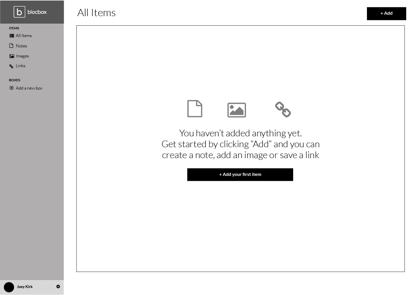 b blocbox
All Items
+ Add
ITEMS
All Items
Notes
Images
Links
BOXES
Add a new box
You haven't added anything yet.
Get started by clicking "Add" and you can
create a note, add an image or save a link
+ Add your first item
Joey Kirk